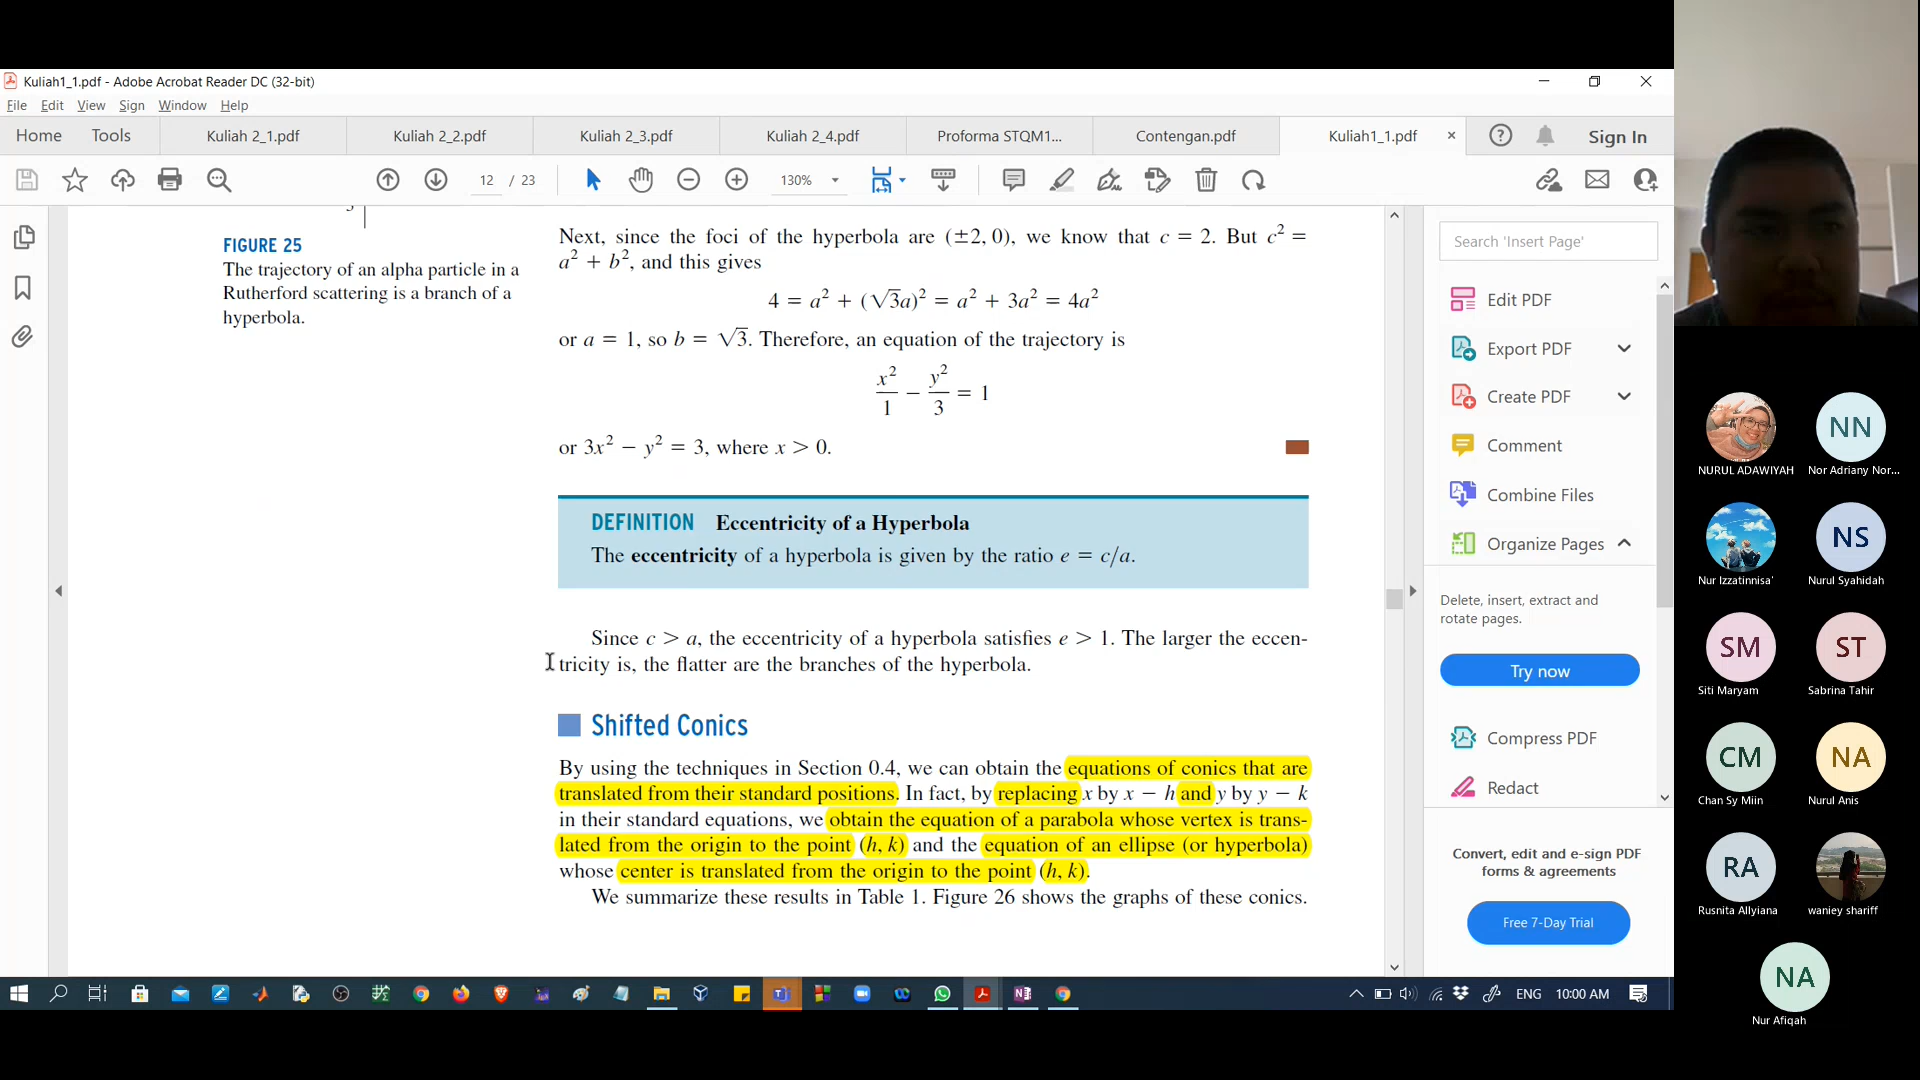 Kuliah1_1.pdf - Adobe Acrobat Reader DC (32-bit)
File Edit View Sign Window Help
Home Tools Kuliah 2_1.pdf Kuliah 2_2.pdf Kuliah 2_3.pdf Kuliah 2_4.pdf Proforma STQM1... Contengan.pdf Kuliah1_1.pdf × Sign In
12 / 23 130%
FIGURE 25
The trajectory of an alpha particle in a
Rutherford scattering is a branch of a
hyperbola.
Next, since the foci of the hyperbola are (±2, 0), we know that c = 2. But c² =
a² + b², and this gives
4 = a² + (√3a)² = a² + 3a² = 4a²
or a = 1, so b = √3. Therefore, an equation of the trajectory is
x²/1 − y²/3 = 1
or 3x² − y² = 3, where x > 0.
DEFINITION Eccentricity of a Hyperbola
The eccentricity of a hyperbola is given by the ratio e = c/a.
Since c > a, the eccentricity of a hyperbola satisfies e > 1. The larger the eccen-
tricity is, the flatter are the branches of the hyperbola.
Shifted Conics
By using the techniques in Section 0.4, we can obtain the equations of conics that are
translated from their standard positions. In fact, by replacing x by x − h and y by y − k
in their standard equations, we obtain the equation of a parabola whose vertex is trans-
lated from the origin to the point (h, k) and the equation of an ellipse (or hyperbola)
whose center is translated from the origin to the point (h, k).
We summarize these results in Table 1. Figure 26 shows the graphs of these conics.
Search 'Insert Page'
Edit PDF
Export PDF
Create PDF
Comment
Combine Files
Organize Pages
Delete, insert, extract and
rotate pages.
Try now
Compress PDF
Redact
Convert, edit and e-sign PDF
forms & agreements
Free 7-Day Trial
NN
NURUL ADAWIYAH Nor Adriany Nor...
NS
Nur Izzatinnisa' Nurul Syahidah
SM ST
Siti Maryam Sabrina Tahir
CM NA
Chan Sy Miin Nurul Anis
RA
Rusnita Allyiana waniey shariff
NA
Nur Afiqah
ENG 10:00 AM